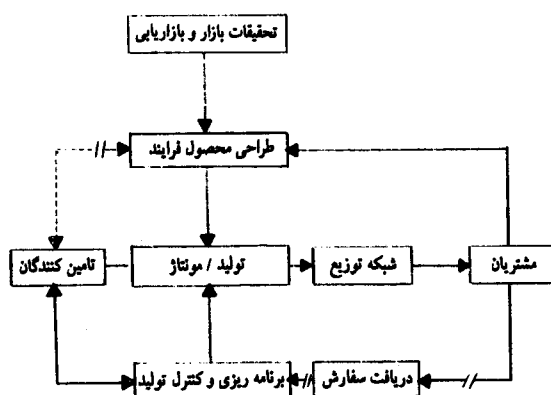 تحقیقات بازار و بازاریابی
طراحی محصول فرایند
مشتریان
شبکه توزیع
تولید / مونتاژ
تامین کنندگان
دریافت سفارش
برنامه ریزی و کنترل تولید